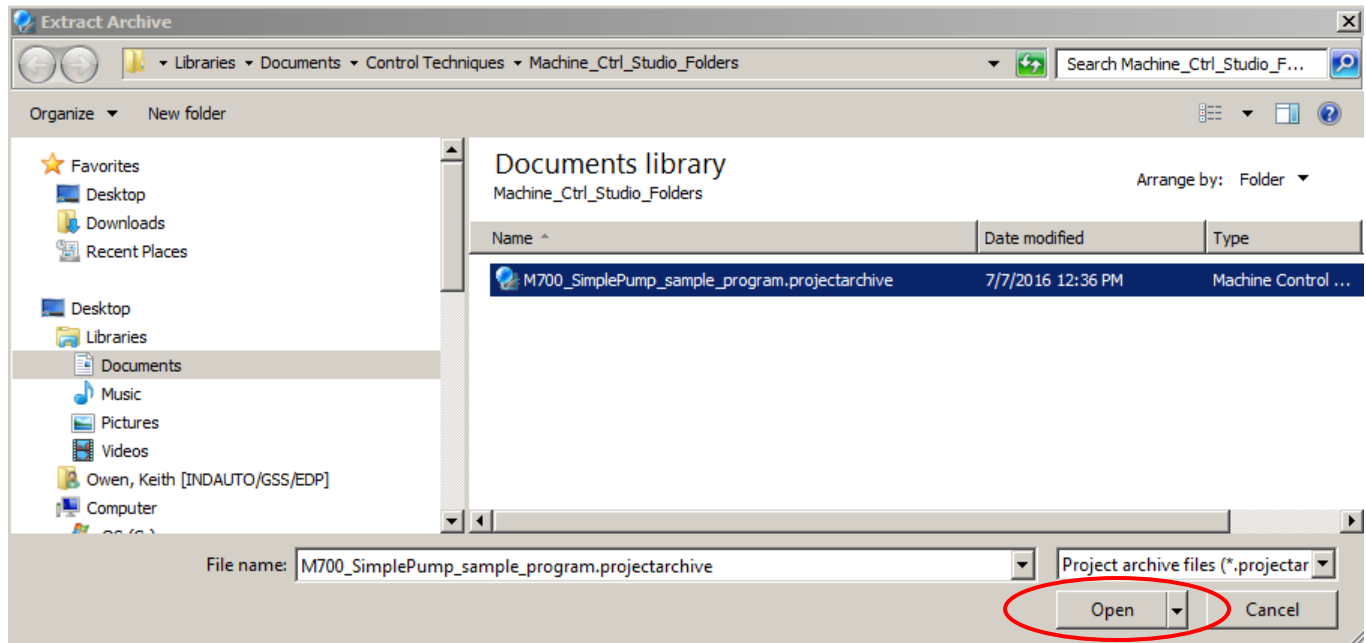 Extract Archive
Libraries Documents Control Techniques Machine_Ctrl_Studio_Folders Search Machine_Ctrl_Studio_F...
Organize New folder
Favorites
Desktop
Downloads
Recent Places
Desktop
Libraries
Documents
Music
Pictures
Videos
Owen, Keith [INDAUTO/GSS/EDP]
Computer
Documents library
Machine_Ctrl_Studio_Folders
Arrange by: Folder
Name Date modified Type
M700_SimplePump_sample_program.projectarchive 7/7/2016 12:36 PM Machine Control ...
File name: M700_SimplePump_sample_program.projectarchive Project archive files (*.projectar
Open Cancel